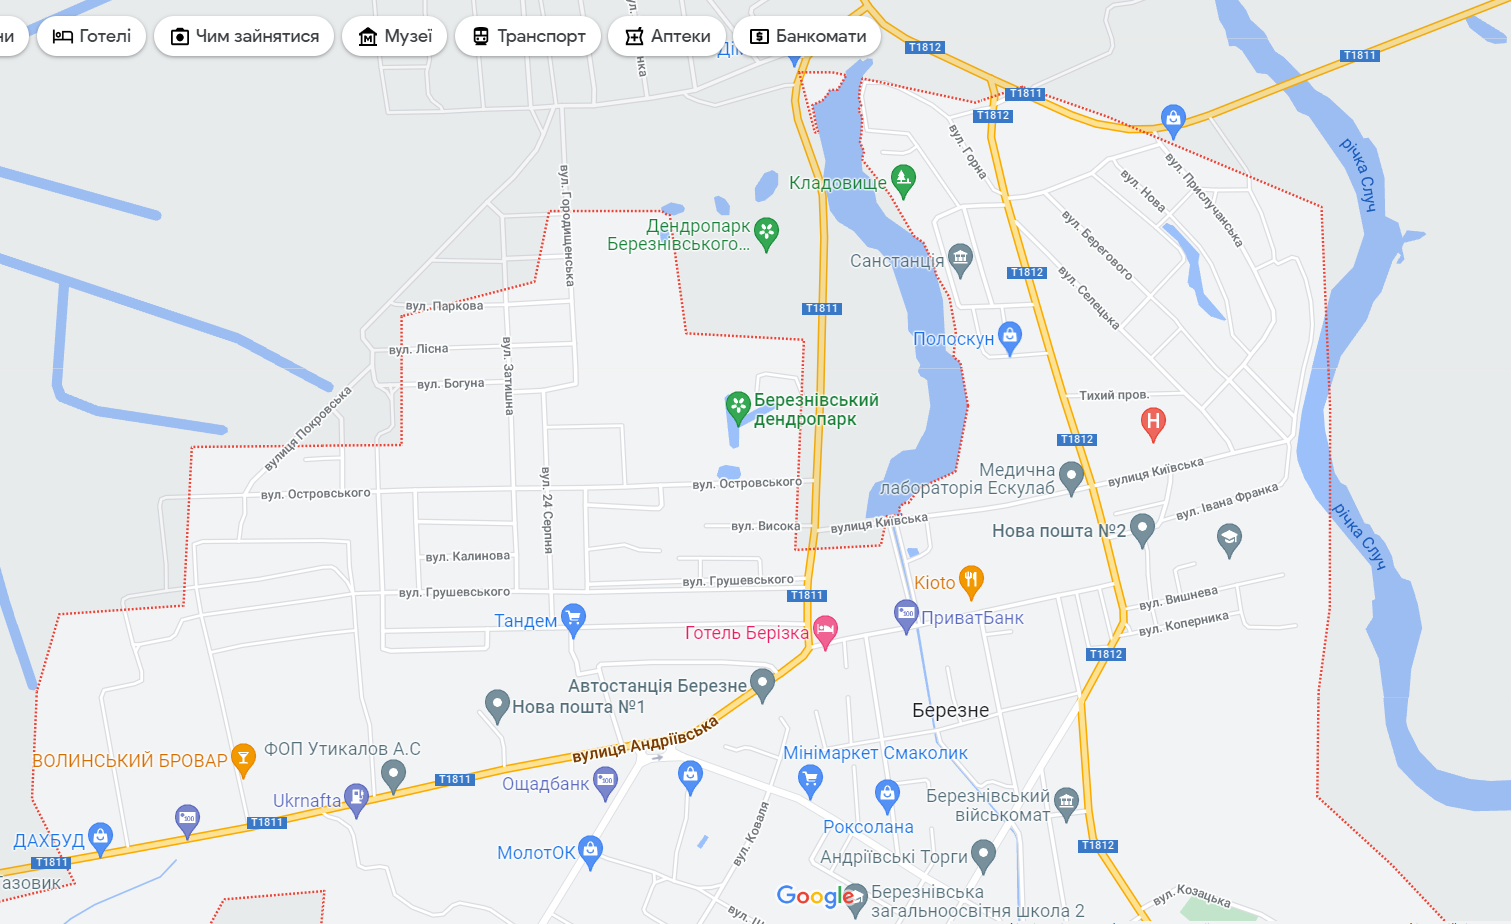 Готелі
Чим зайнятися
Музеї
Транспорт
Аптеки
Банкомати
T1812
T1811
T1811
T1812
вул. Горна
річка Случ
Кладовище
вул. Прислучанська
вул. Нова
вул. Городищенська
Дендропарк
Березнівського...
вул. Берегового
Санстанція
T1812
вул. Селецька
вул. Паркова
T1811
Полоскун
вул. Лісна
вул. Затишна
вул. Богуна
Тихий пров.
Березнівський
дендропарк
вулиця Покровська
H
T1812
Медична
лабораторія Ескулаб
вулиця Київська
вул. Островського
вул. Островського
вул. 24 Серпня
вул. Івана Франка
вул. Висока
вулиця Київська
Нова пошта №2
річка Случ
вул. Калинова
вул. Грушевського
вул. Грушевського
Кіото
T1811
вул. Вишнева
Тандем
Готель Берізка
ПриватБанк
вул. Коперника
T1812
Автостанція Березне
Нова пошта №1
Березне
вулиця Андріївська
ВОЛИНСЬКИЙ БРОВАР
ФОП Утикалов А.С
Мінімаркет Смаколик
T1811
Ощадбанк
Ukrnafta
Березнівський
військомат
T1811
Роксолана
вул. Коваля
ДАХБУД
T1811
МолотОК
Андріївські Торги
T1812
Google
Березнівська
загальноосвітня школа 2
вул. Козацька